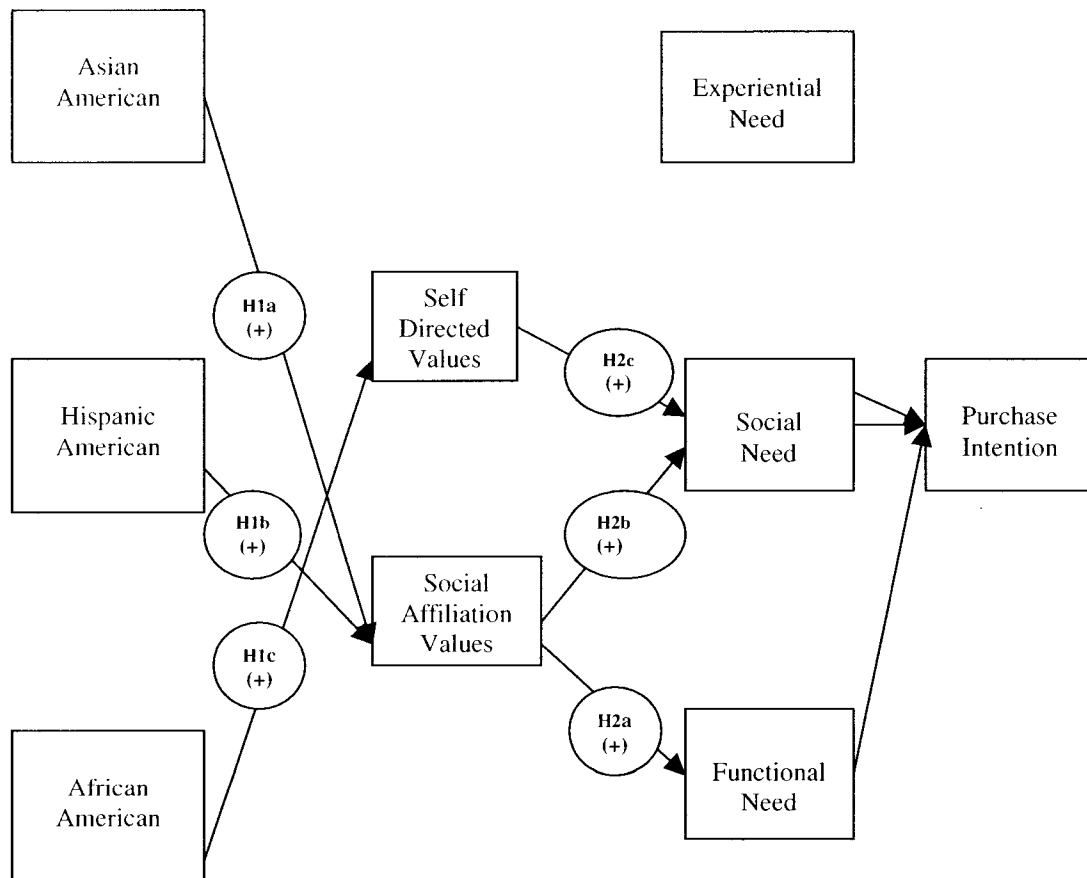 Asian
American
Experiential
Need
H1a
(+)
Self
Directed
Values
H2c
(+)
Hispanic
American
Social
Need
Purchase
Intention
H1b
(+)
H2b
(+)
Social
Affiliation
Values
H1c
(+)
H2a
(+)
African
American
Functional
Need